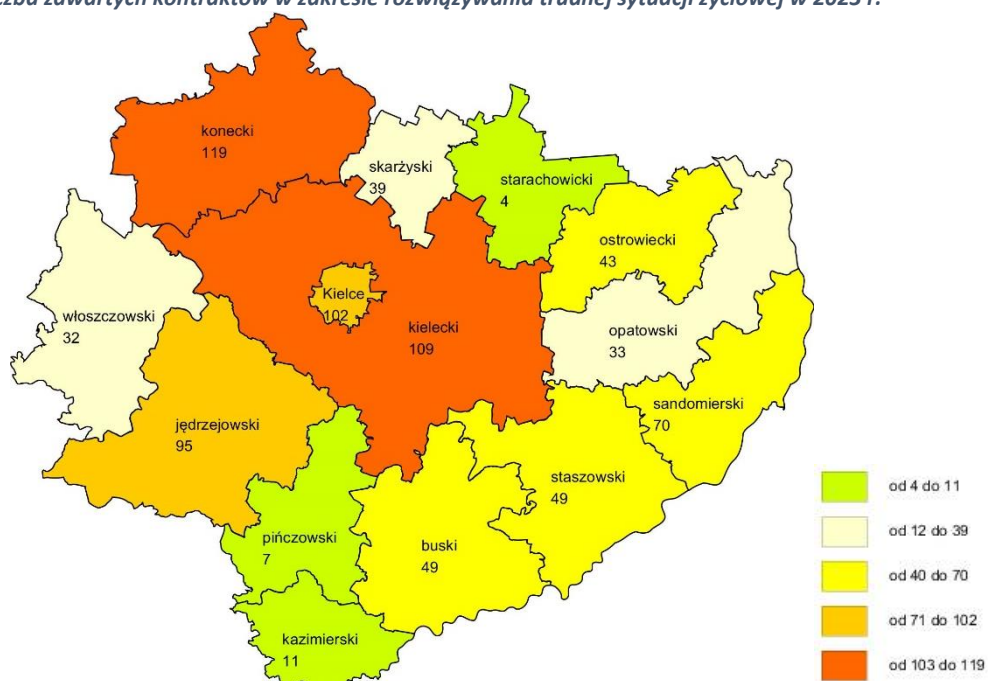 czba zawartych kontraktów w zakresie rozwiązywania trudnej sytuacji życiowej w 2023 r.
konecki
119
skarżyski
39
starachowicki
4
ostrowiecki
43
Kielce
102
włoszczowski
32
kielecki
109
opatowski
33
sandomierski
70
jędrzejowski
95
staszowski
49
pińczowski
7
buski
49
kazimierski
11
od 4 do 11
od 12 do 39
od 40 do 70
od 71 do 102
od 103 do 119